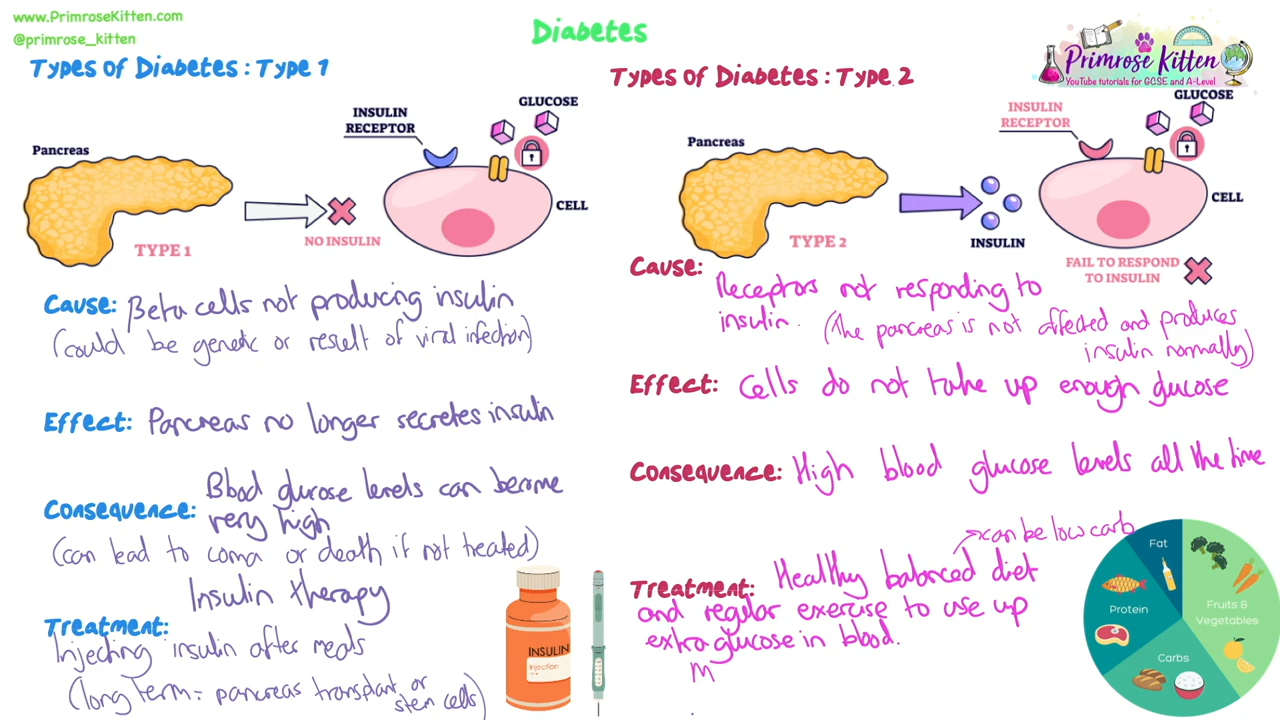 www.PrimroseKitten.com
@primrose_kitten
Diabetes
Primrose Kitten
YouTube tutorials for GCSE and A-Level
Types of Diabetes: Type 1
Pancreas
TYPE 1
NO INSULIN
INSULIN
RECEPTOR
GLUCOSE
CELL
Cause: Beta cells not producing insulin
(could be genetic or result of viral infection)
Effect: Pancreas no longer secretes insulin
Consequence: Blood glucose levels can become
very high
(can lead to coma or death if not treated)
Treatment: Insulin therapy
Injecting insulin after meals
(long term = pancreas transplant or
stem cells)
INSULIN
Injection
Types of Diabetes: Type 2
Pancreas
TYPE 2
INSULIN
INSULIN
RECEPTOR
GLUCOSE
CELL
FAIL TO RESPOND
TO INSULIN
Cause: Receptors not responding to
insulin. (The pancreas is not affected and produces
insulin normally)
Effect: Cells do not take up enough glucose
Consequence: High blood glucose levels all the time
can be low carb
Treatment: Healthy balanced diet
and regular exercise to use up
extra glucose in blood.
M
Fat
Protein
Fruits &
Vegetables
Carbs